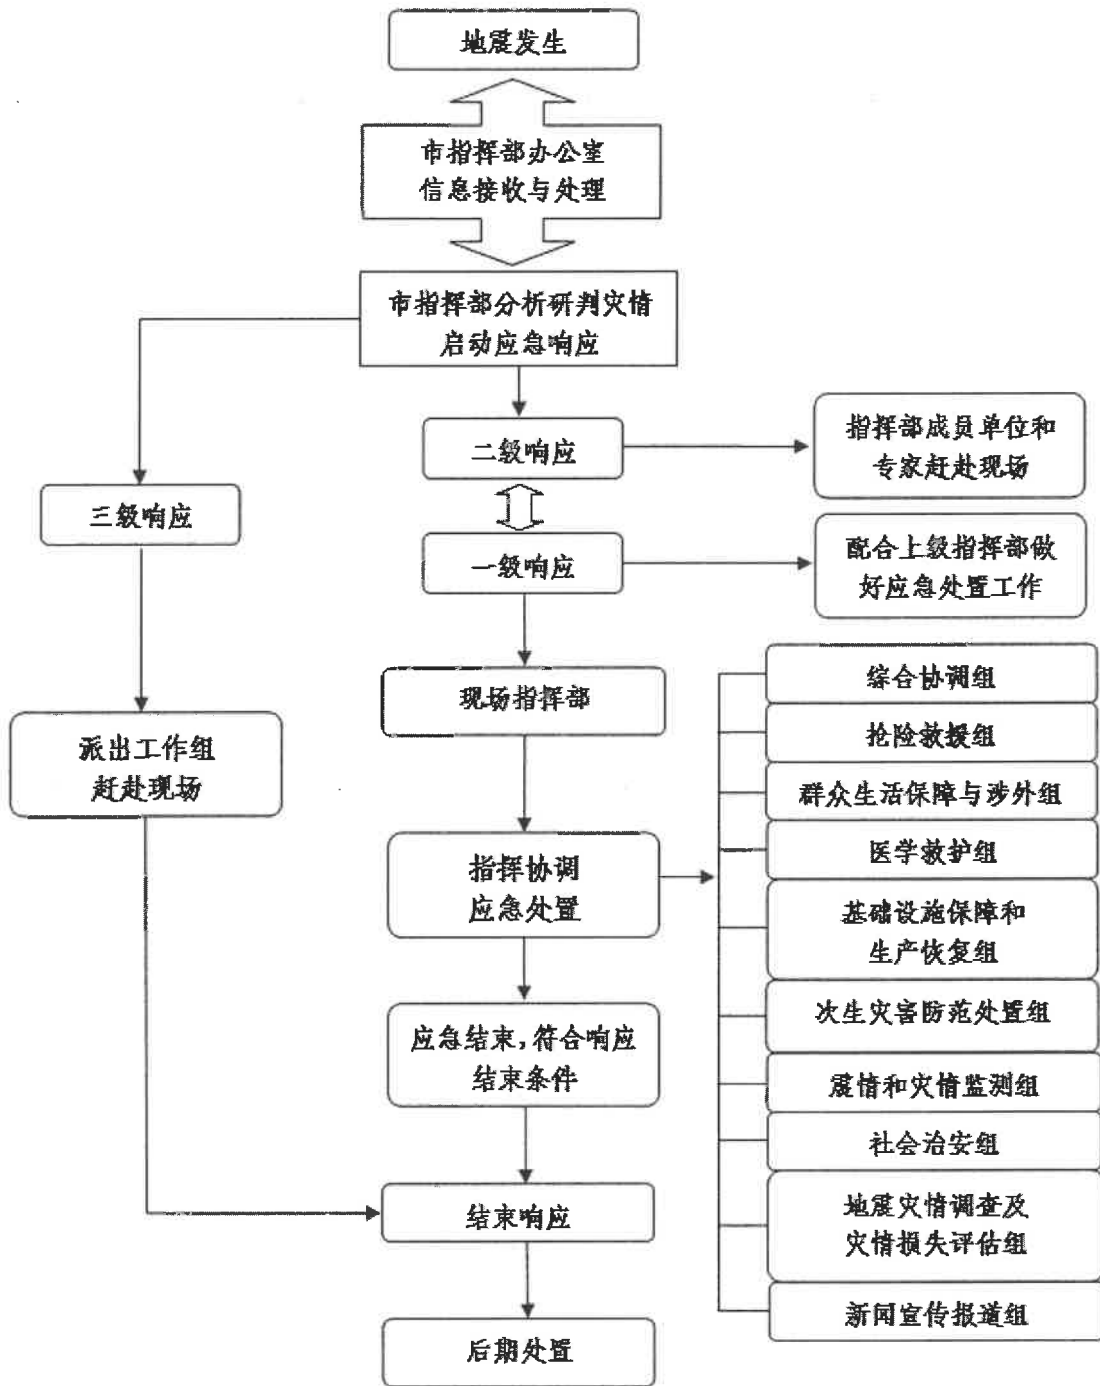 地震发生
市指挥部办公室
信息接收与处理
市指挥部分析研判灾情
启动应急响应
二级响应
指挥部成员单位和
专家赶赴现场
三级响应
一级响应
配合上级指挥部做
好应急处置工作
现场指挥部
派出工作组
赶赴现场
指挥协调
应急处置
综合协调组
抢险救援组
群众生活保障与涉外组
医学救护组
基础设施保障和
生产恢复组
次生灾害防范处置组
震情和灾情监测组
社会治安组
地震灾情调查及
灾情损失评估组
新闻宣传报道组
应急结束,符合响应
结束条件
结束响应
后期处置